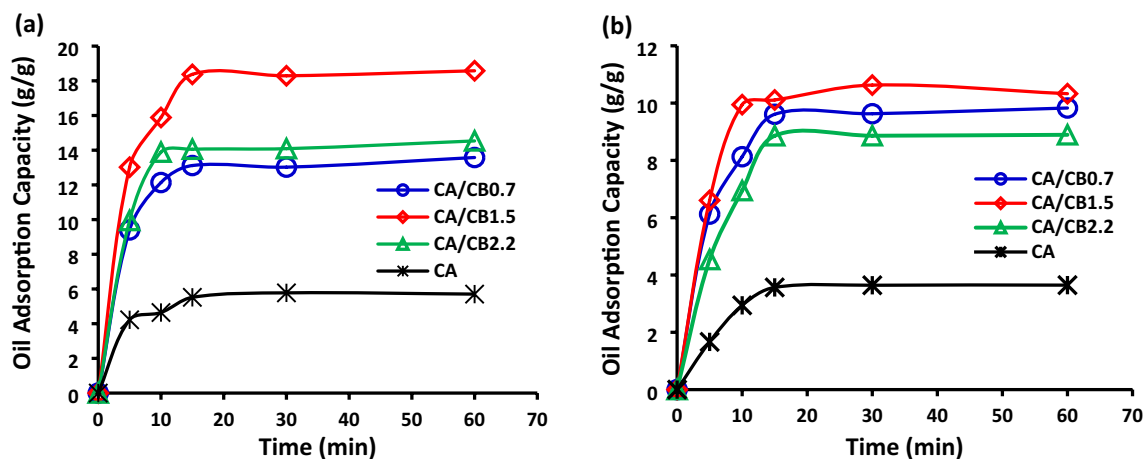 (a)
Oil Adsorption Capacity (g/g)
20
18
16
14
12
10
8
6
4
2
0
0 10 20 30 40 50 60 70
Time (min)
CA/CB0.7
CA/CB1.5
CA/CB2.2
CA
(b)
Oil Adsorption Capacity (g/g)
12
10
8
6
4
2
0
0 10 20 30 40 50 60 70
Time (min)
CA/CB0.7
CA/CB1.5
CA/CB2.2
CA